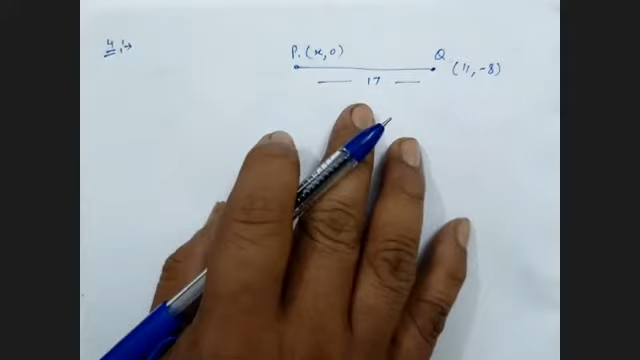 4 :→
P. (x, 0)
Q.
(11, -8)
— 17 —